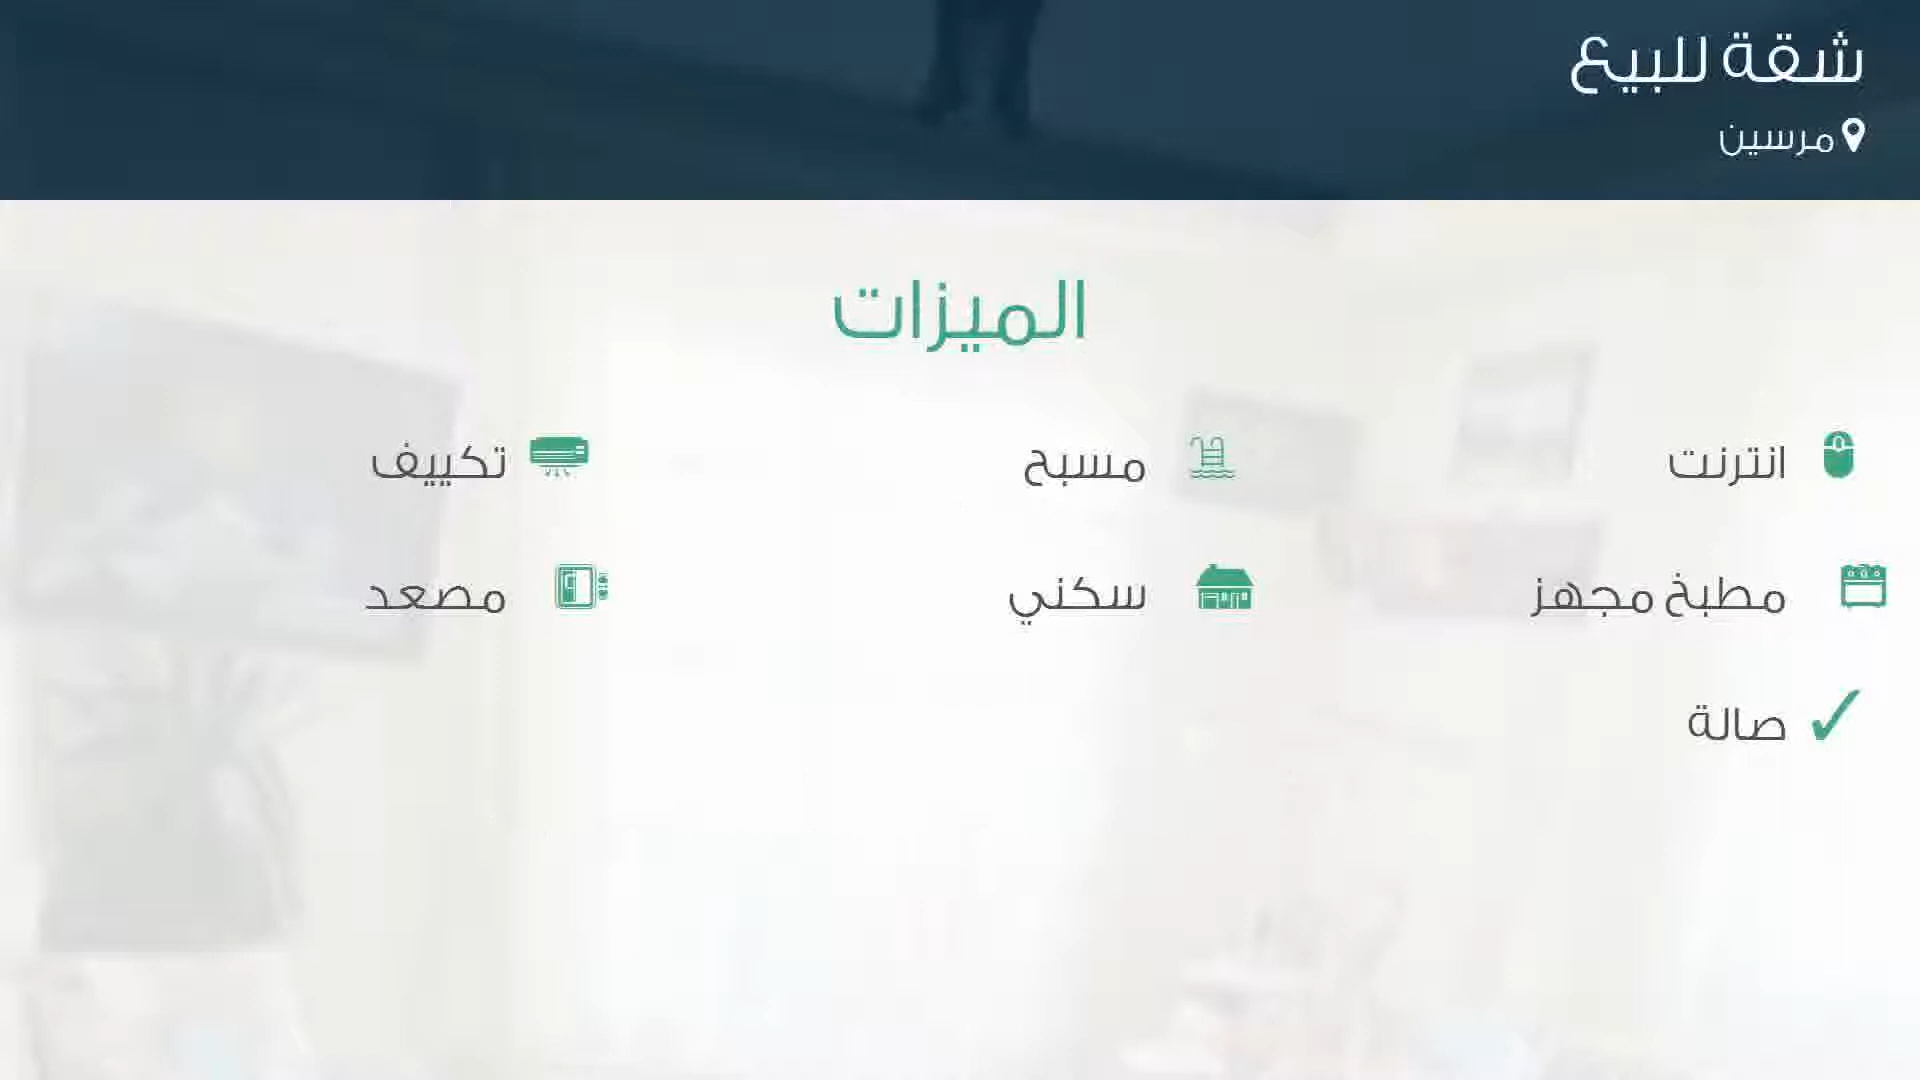 شقة للبيع
مرسين
الميزات
انترنت
مسبح
تكييف
مطبخ مجهز
سكني
مصعد
صالة